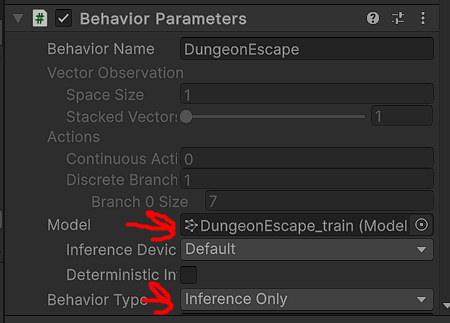 Behavior Parameters
Behavior Name DungeonEscape
Vector Observation
Space Size 1
Stacked Vectors 1
Actions
Continuous Acti 0
Discrete Branch 1
Branch 0 Size 7
Model DungeonEscape_train (Model
Inference Devic Default
Deterministic In
Behavior Type Inference Only